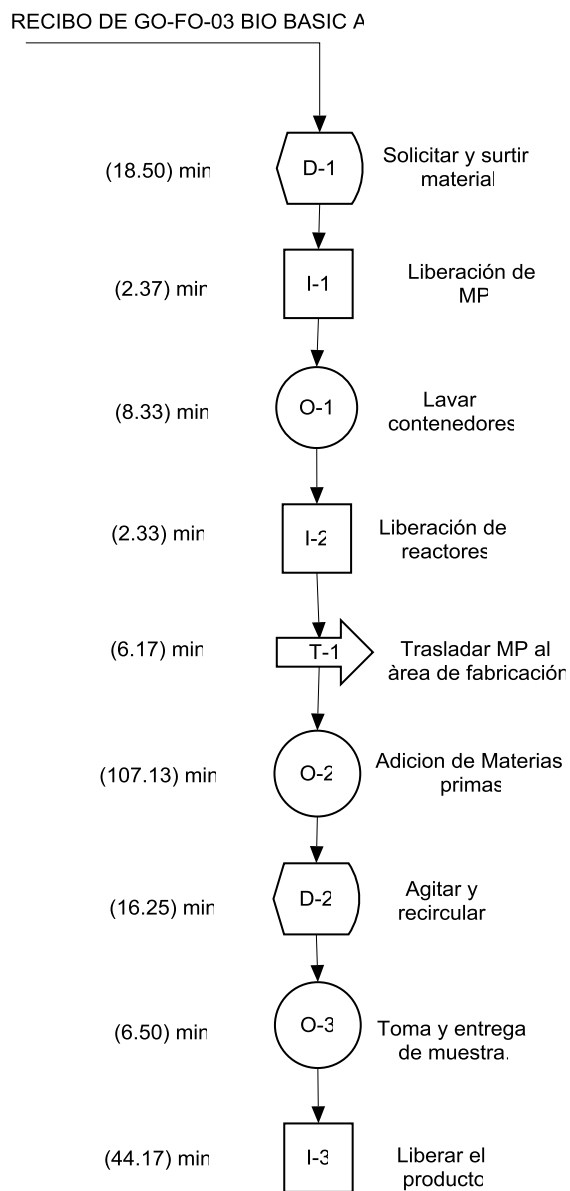 RECIBO DE GO-FO-03 BIO BASIC A
(18.50) min
D-1
Solicitar y surtir
material
(2.37) min
I-1
Liberación de
MP
(8.33) min
O-1
Lavar
contenedores
(2.33) min
I-2
Liberación de
reactores
(6.17) min
T-1
Trasladar MP al
àrea de fabricación
(107.13) min
O-2
Adicion de Materias
primas
(16.25) min
D-2
Agitar y
recircular
(6.50) min
O-3
Toma y entrega
de muestra.
(44.17) min
I-3
Liberar el
producto